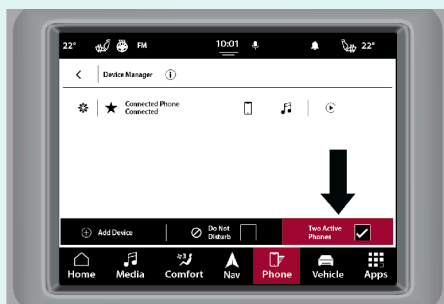 22° FM 10:01 22°
Device Manager
Connected Phone
Connected
Add Device
Do Not
Disturb
Two Active
Phones
Home Media Comfort Nav Phone Vehicle Apps